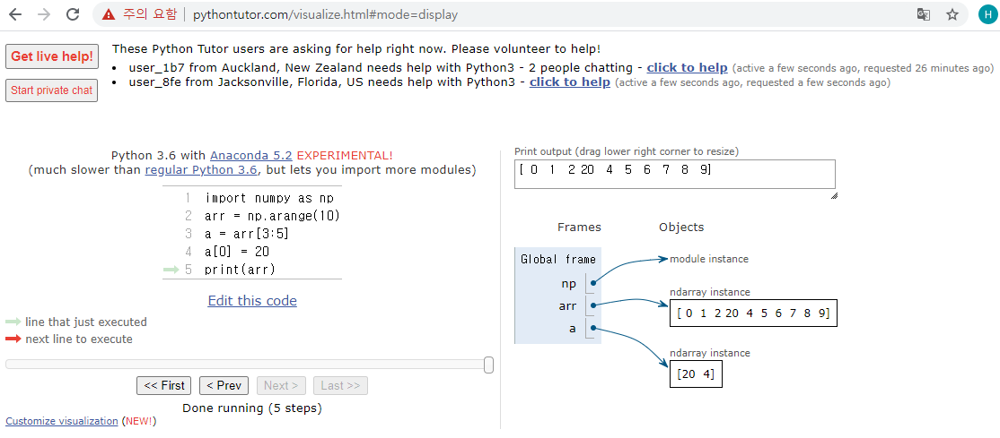 주의 요함 | pythontutor.com/visualize.html#mode=display
H
Get live help!
Start private chat
These Python Tutor users are asking for help right now. Please volunteer to help!
• user_1b7 from Auckland, New Zealand needs help with Python3 - 2 people chatting - click to help (active a few seconds ago, requested 26 minutes ago)
• user_8fe from Jacksonville, Florida, US needs help with Python3 - click to help (active a few seconds ago, requested a few seconds ago)
Python 3.6 with Anaconda 5.2 EXPERIMENTAL!
(much slower than regular Python 3.6, but lets you import more modules)
1 import numpy as np
2 arr = np.arange(10)
3 a = arr[3:5]
4 a[0] = 20
5 print(arr)
Edit this code
line that just executed
next line to execute
<< First < Prev Next > Last >>
Done running (5 steps)
Customize visualization (NEW!)
Print output (drag lower right corner to resize)
[ 0 1 2 20 4 5 6 7 8 9]
Frames Objects
Global frame
np
arr
a
module instance
ndarray instance
[ 0 1 2 20 4 5 6 7 8 9]
ndarray instance
[20 4]